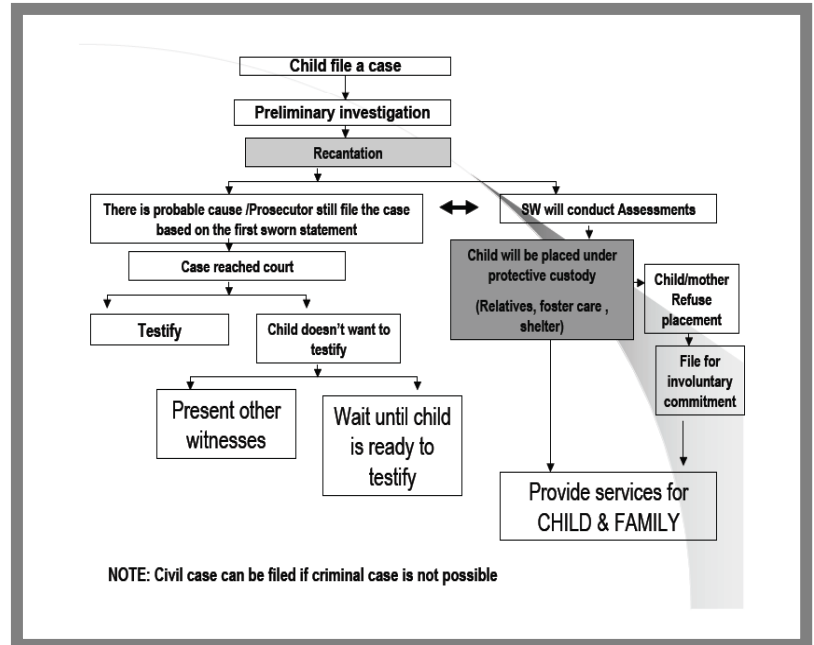 Child file a case
Preliminary investigation
Recantation
There is probable cause /Prosecutor still file the case
based on the first sworn statement
SW will conduct Assessments
Case reached court
Child will be placed under
protective custody
(Relatives, foster care ,
shelter)
Child/mother
Refuse
placement
Testify
Child doesn't want to
testify
File for
involuntary
commitment
Present other
witnesses
Wait until child
is ready to
testify
Provide services for
CHILD & FAMILY
NOTE: Civil case can be filed if criminal case is not possible